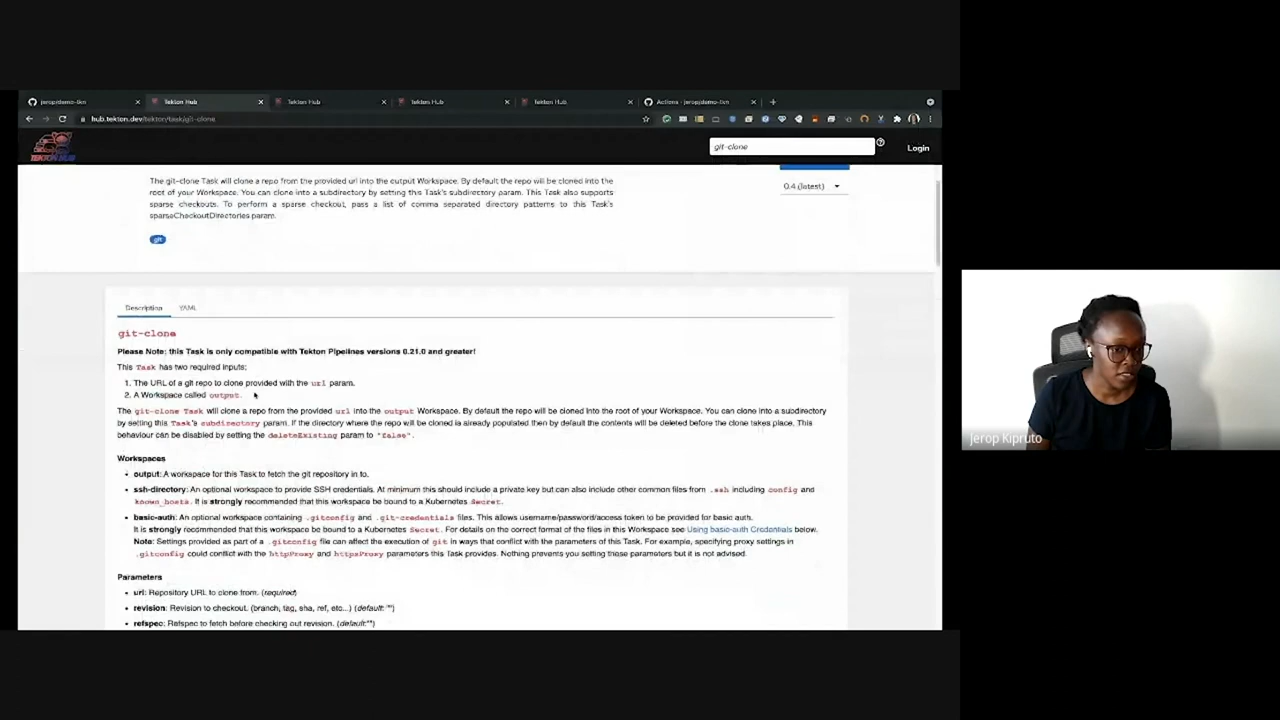 jerop/demo-tkn
Tekton Hub
Tekton Hub
Tekton Hub
Tekton Hub
Actions · jerop/demo-tkn
hub.tekton.dev/tekton/task/git-clone
TEKTON HUB
git-clone
Login
The git-clone Task will clone a repo from the provided url into the output Workspace. By default the repo will be cloned into the
root of your Workspace. You can clone into a subdirectory by setting this Task's subdirectory param. This Task also supports
sparse checkouts. To perform a sparse checkout, pass a list of comma separated directory patterns to this Task's
sparseCheckoutDirectories param.
0.4 (latest)
git
Description YAML
git-clone
Please Note: this Task is only compatible with Tekton Pipelines versions 0.21.0 and greater!
This Task has two required inputs:
1. The URL of a git repo to clone provided with the url param.
2. A Workspace called output.
The git-clone Task will clone a repo from the provided url into the output Workspace. By default the repo will be cloned into the root of your Workspace. You can clone into a subdirectory
by setting this Task's subdirectory param. If the directory where the repo will be cloned is already populated then by default the contents will be deleted before the clone takes place. This
behaviour can be disabled by setting the deleteExisting param to "false".
Workspaces
• output: A workspace for this Task to fetch the git repository in to.
• ssh-directory: An optional workspace to provide SSH credentials. At minimum this should include a private key but can also include other common files from .ssh including config and
known_hosts. It is strongly recommended that this workspace be bound to a Kubernetes Secret.
• basic-auth: An optional workspace containing .gitconfig and .git-credentials files. This allows username/password/access token to be provided for basic auth.
It is strongly recommended that this workspace be bound to a Kubernetes Secret. For details on the correct format of the files in this Workspace see Using basic-auth Credentials below.
Note: Settings provided as part of a .gitconfig file can affect the execution of git in ways that conflict with the parameters of this Task. For example, specifying proxy settings in
.gitconfig could conflict with the httpProxy and httpsProxy parameters this Task provides. Nothing prevents you setting these parameters but it is not advised.
Parameters
• url: Repository URL to clone from. (required)
• revision: Revision to checkout. (branch, tag, sha, ref, etc...) (default: "")
• refspec: Refspec to fetch before checking out revision. (default:"")
Jerop Kipruto